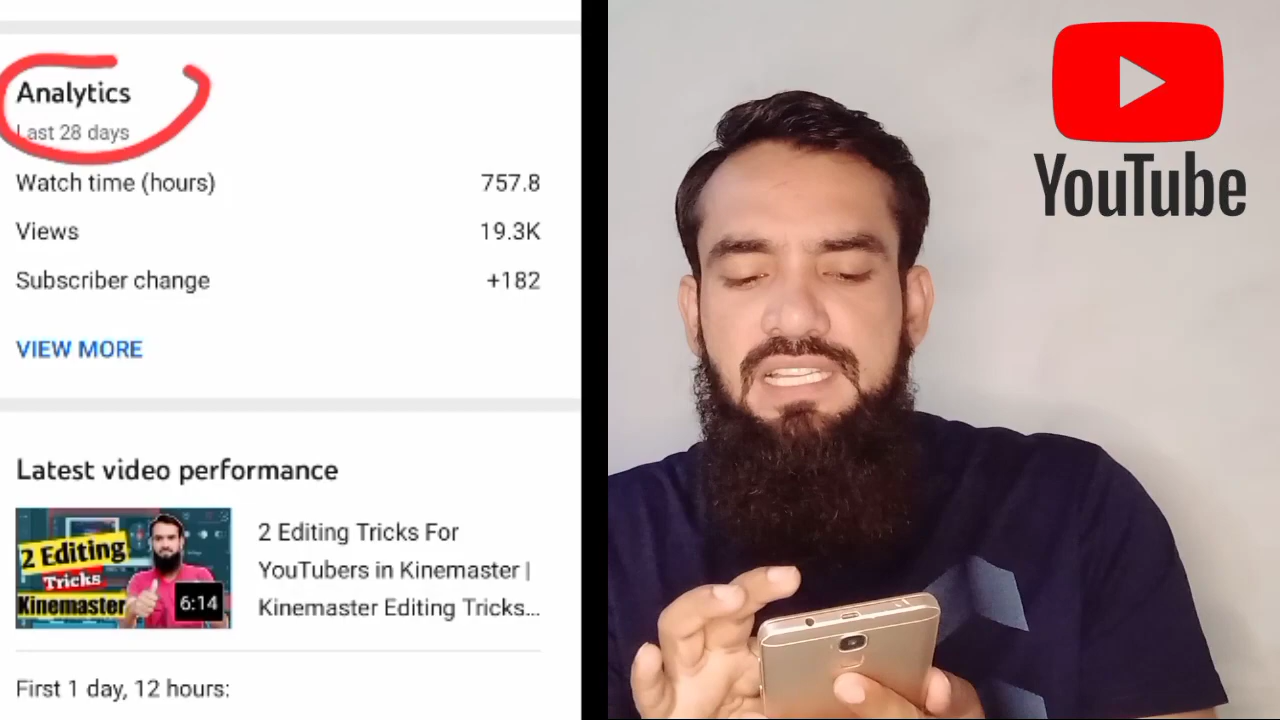 Analytics
Last 28 days
Watch time (hours) 757.8
Views 19.3K
Subscriber change +182
VIEW MORE
Latest video performance
2 Editing
Tricks
Kinemaster
6:14
2 Editing Tricks For
YouTubers in Kinemaster |
Kinemaster Editing Tricks...
First 1 day, 12 hours:
YouTube